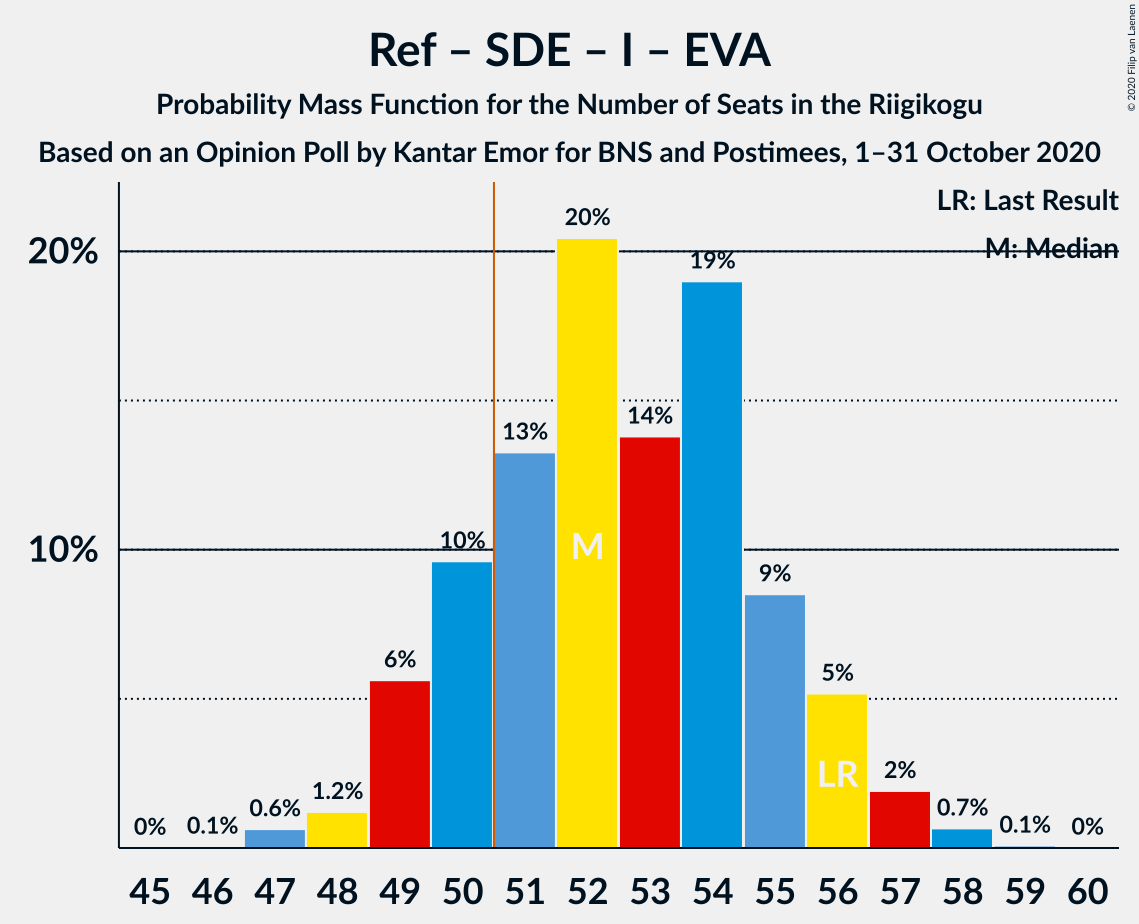 Ref – SDE – I – EVA
Probability Mass Function for the Number of Seats in the Riigikogu
Based on an Opinion Poll by Kantar Emor for BNS and Postimees, 1–31 October 2020
© 2020 Filip van Laenen
LR: Last Result
M: Median
20%
10%
0%
0.1%
0.6%
1.2%
6%
10%
13%
20%
14%
19%
9%
5%
2%
0.7%
0.1%
0%
M
LR
45 46 47 48 49 50 51 52 53 54 55 56 57 58 59 60